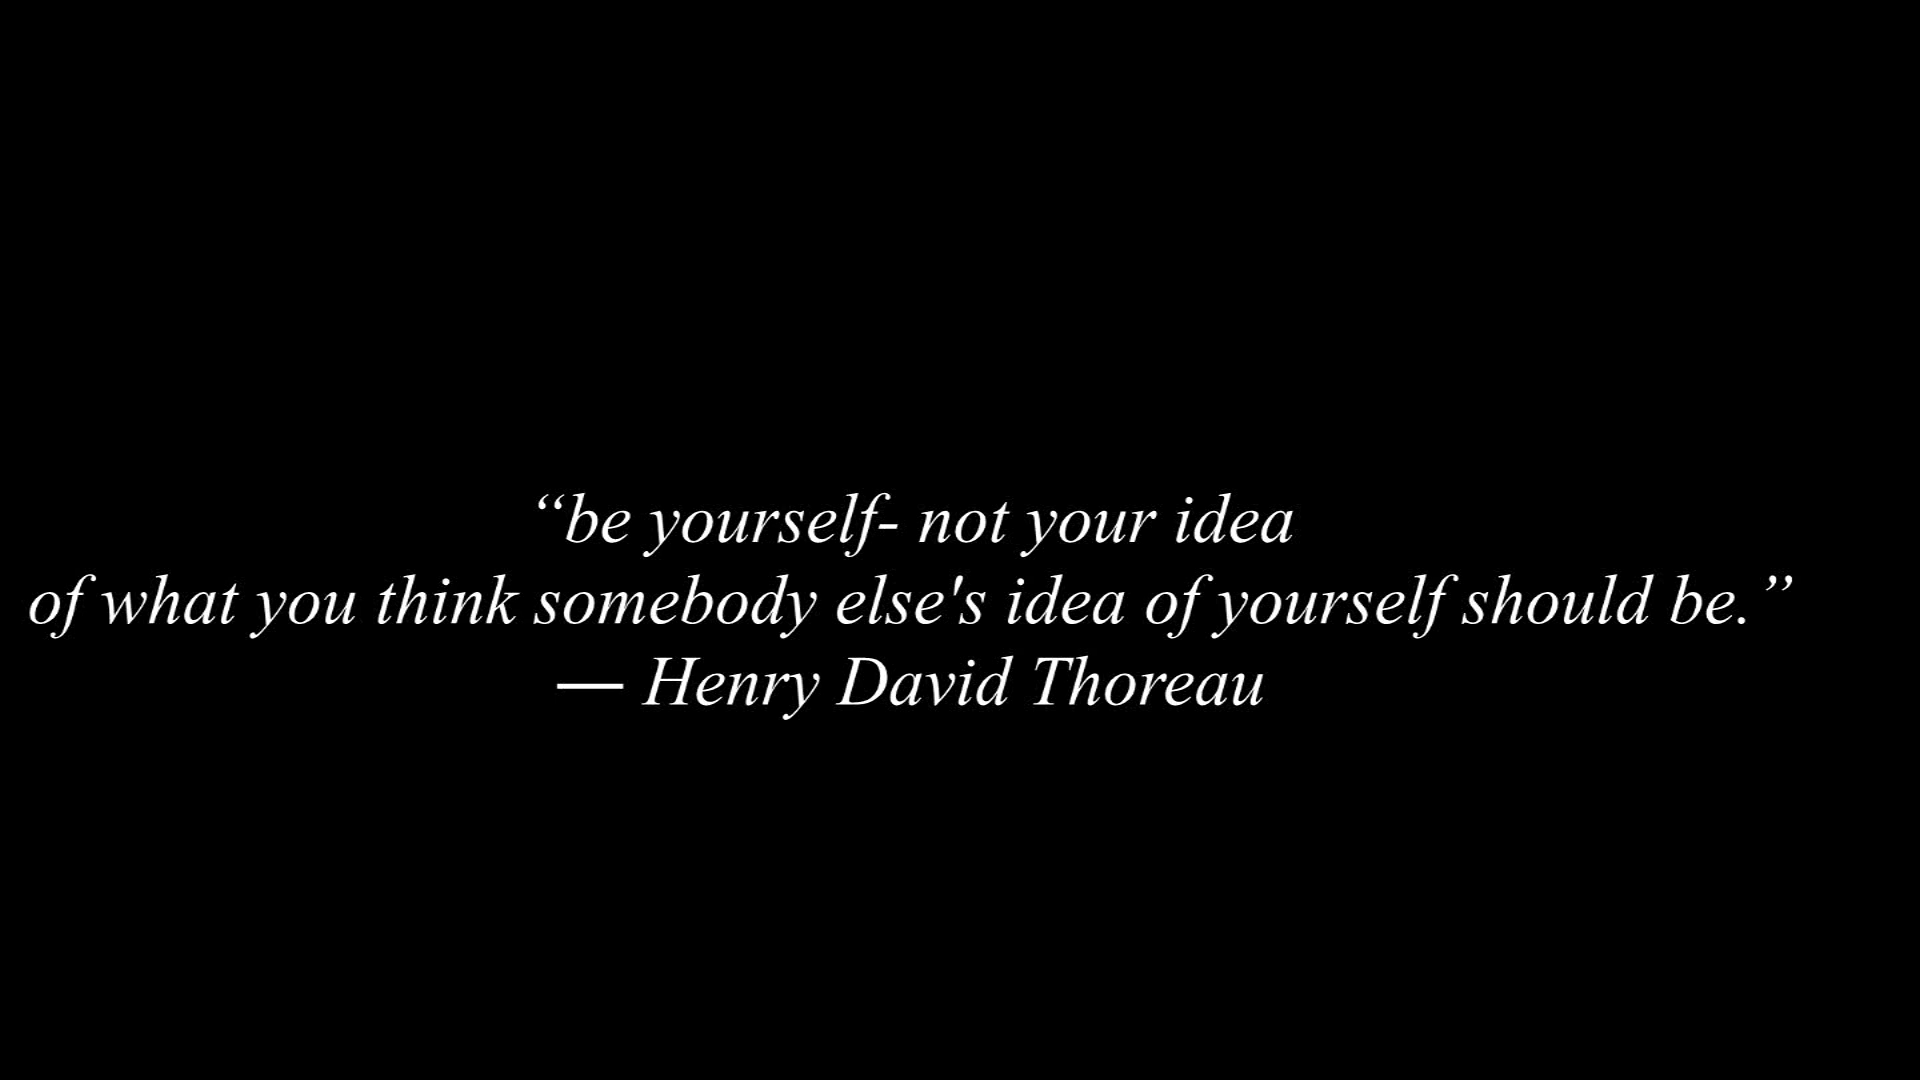 “be yourself- not your idea
of what you think somebody else's idea of yourself should be.”
― Henry David Thoreau